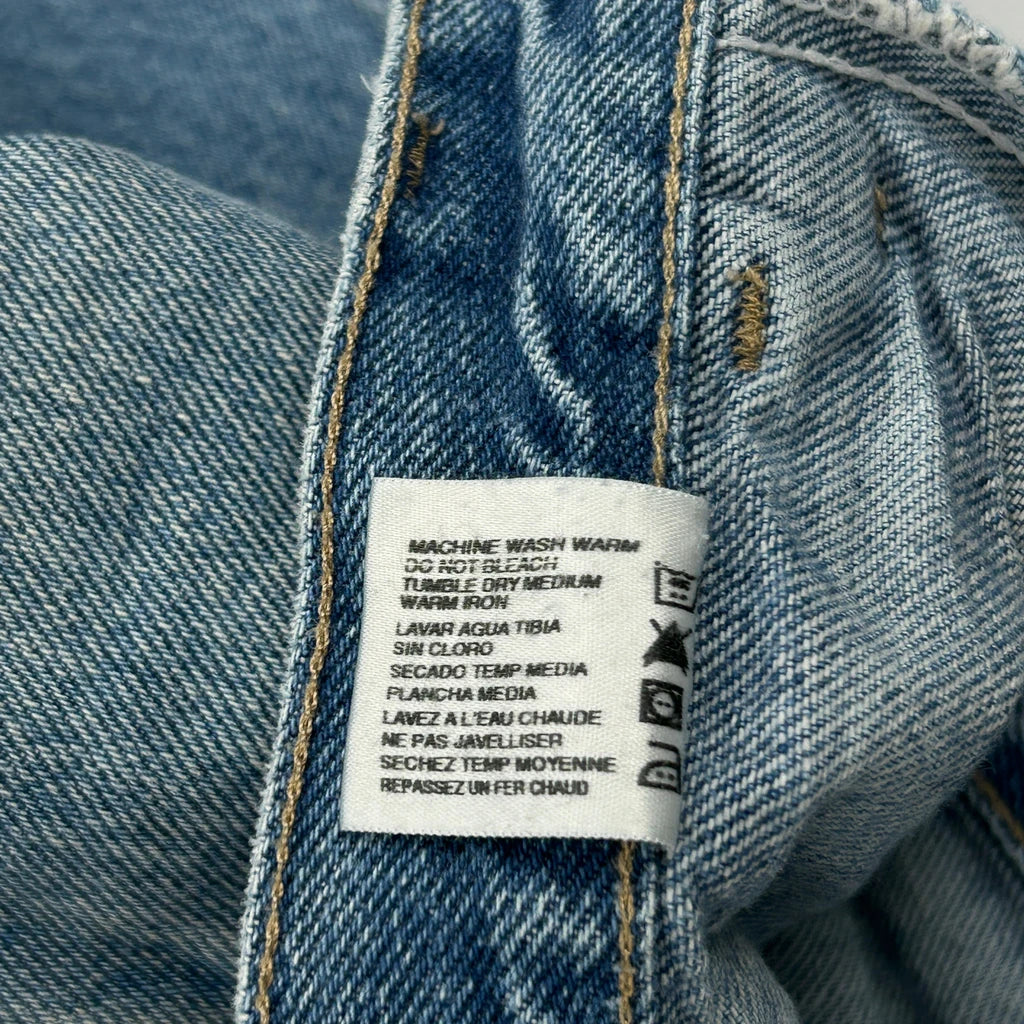 MACHINE WASH WARM
DO NOT BLEACH
TUMBLE DRY MEDIUM
WARM IRON
LAVAR AGUA TIBIA
SIN CLORO
SECADO TEMP MEDIA
PLANCHA MEDIA
LAVEZ A L'EAU CHAUDE
NE PAS JAVELLISER
SECHEZ TEMP MOYENNE
REPASSEZ UN FER CHAUD